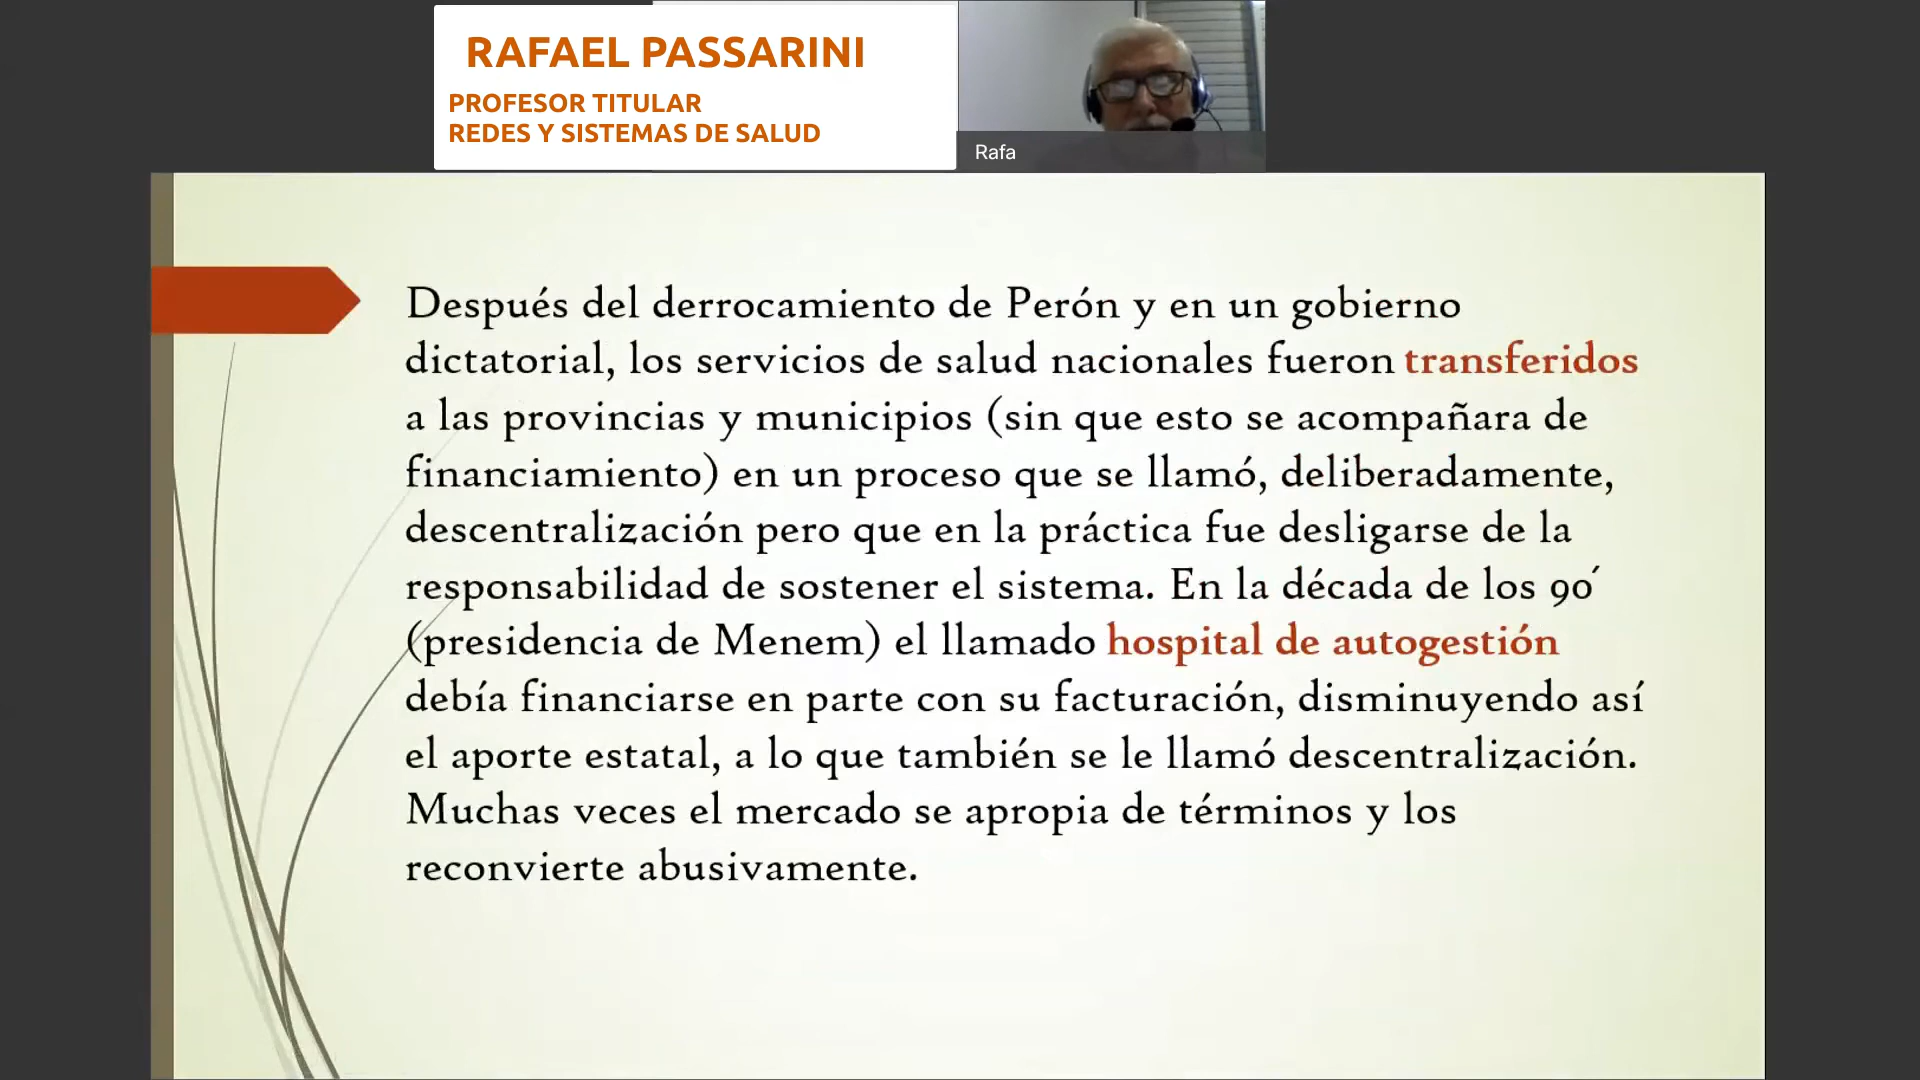 RAFAEL PASSARINI
PROFESOR TITULAR
REDES Y SISTEMAS DE SALUD
Rafa
Después del derrocamiento de Perón y en un gobierno
dictatorial, los servicios de salud nacionales fueron transferidos
a las provincias y municipios (sin que esto se acompañara de
financiamiento) en un proceso que se llamó, deliberadamente,
descentralización pero que en la práctica fue desligarse de la
responsabilidad de sostener el sistema. En la década de los 90´
(presidencia de Menem) el llamado hospital de autogestión
debía financiarse en parte con su facturación, disminuyendo así
el aporte estatal, a lo que también se le llamó descentralización.
Muchas veces el mercado se apropia de términos y los
reconvierte abusivamente.